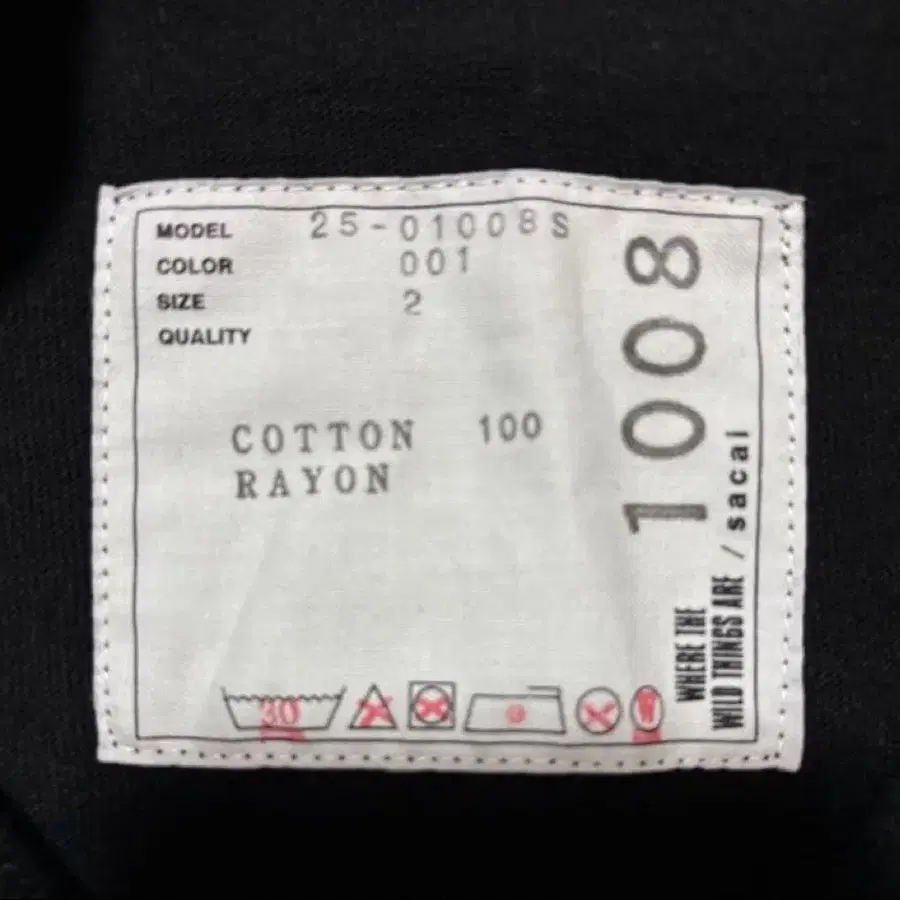 MODEL 25-01008S
COLOR 001
SIZE 2
QUALITY
COTTON 100
RAYON
30
W
1008
WHERE THE
WILD THINGS ARE / sacai